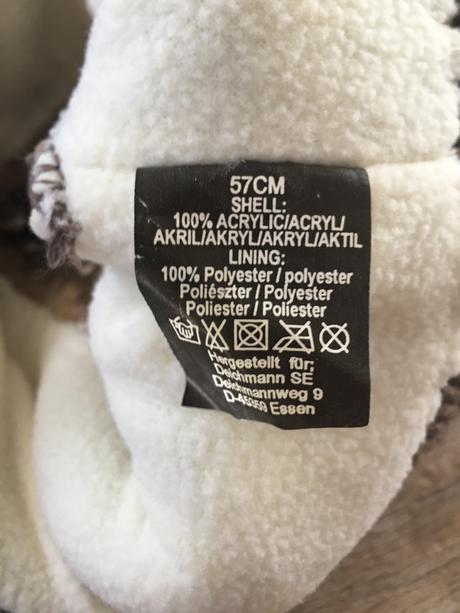 57CM
SHELL:
100% ACRYLIC/ACRYL/
AKRIL/AKRYL/AKRYL/AKTIL
LINING:
100% Polyester / polyester
Poliészter / Polyester
Poliester / Poliester
Hergestellt für;
Deichmann SE
Deichmannweg 9
D-45359 Essen